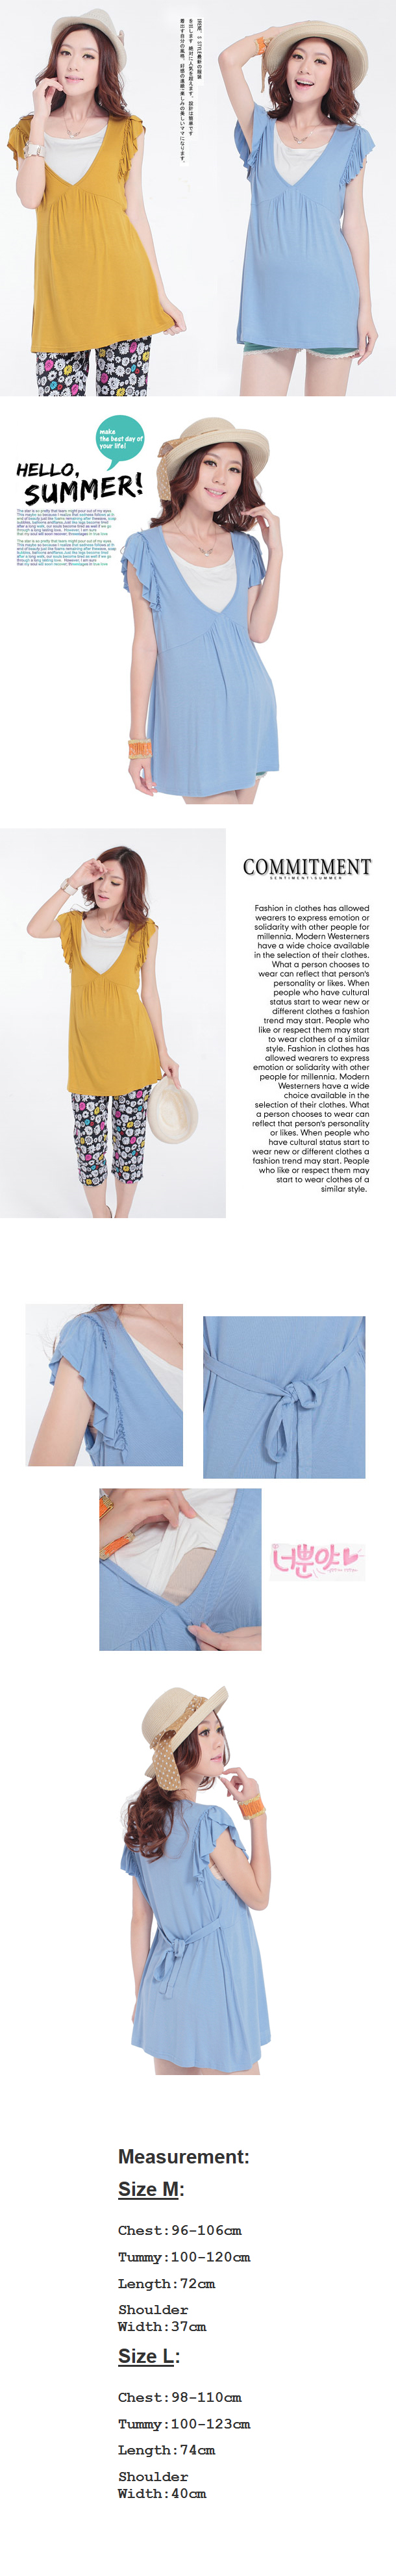 make
the best day of
your life!
HELLO,
SUMMER!
COMMITMENT
SENTIMENT|SUMMER
Fashion in clothes has allowed
wearers to express emotion or
solidarity with other people for
millennia. Modern Westerners
have a wide choice available
in the selection of their clothes.
What a person chooses to
wear can reflect that person's
personality or likes. When
people who have cultural
status start to wear new or
different clothes a fashion
trend may start. People who
like or respect them may start
to wear clothes of a similar
style. Fashion in clothes has
allowed wearers to express
emotion or solidarity with other
people for millennia. Modern
Westerners have a wide
choice available in the
selection of their clothes. What
a person chooses to wear can
reflect that person's personality
or likes. When people who
have cultural status start to
wear new or different clothes a
fashion trend may start. People
who like or respect them may
start to wear clothes of a
similar style.
너뿐야
Measurement:
Size M:
Chest:96-106cm
Tummy:100-120cm
Length:72cm
Shoulder
Width:37cm
Size L:
Chest:98-110cm
Tummy:100-123cm
Length:74cm
Shoulder
Width:40cm